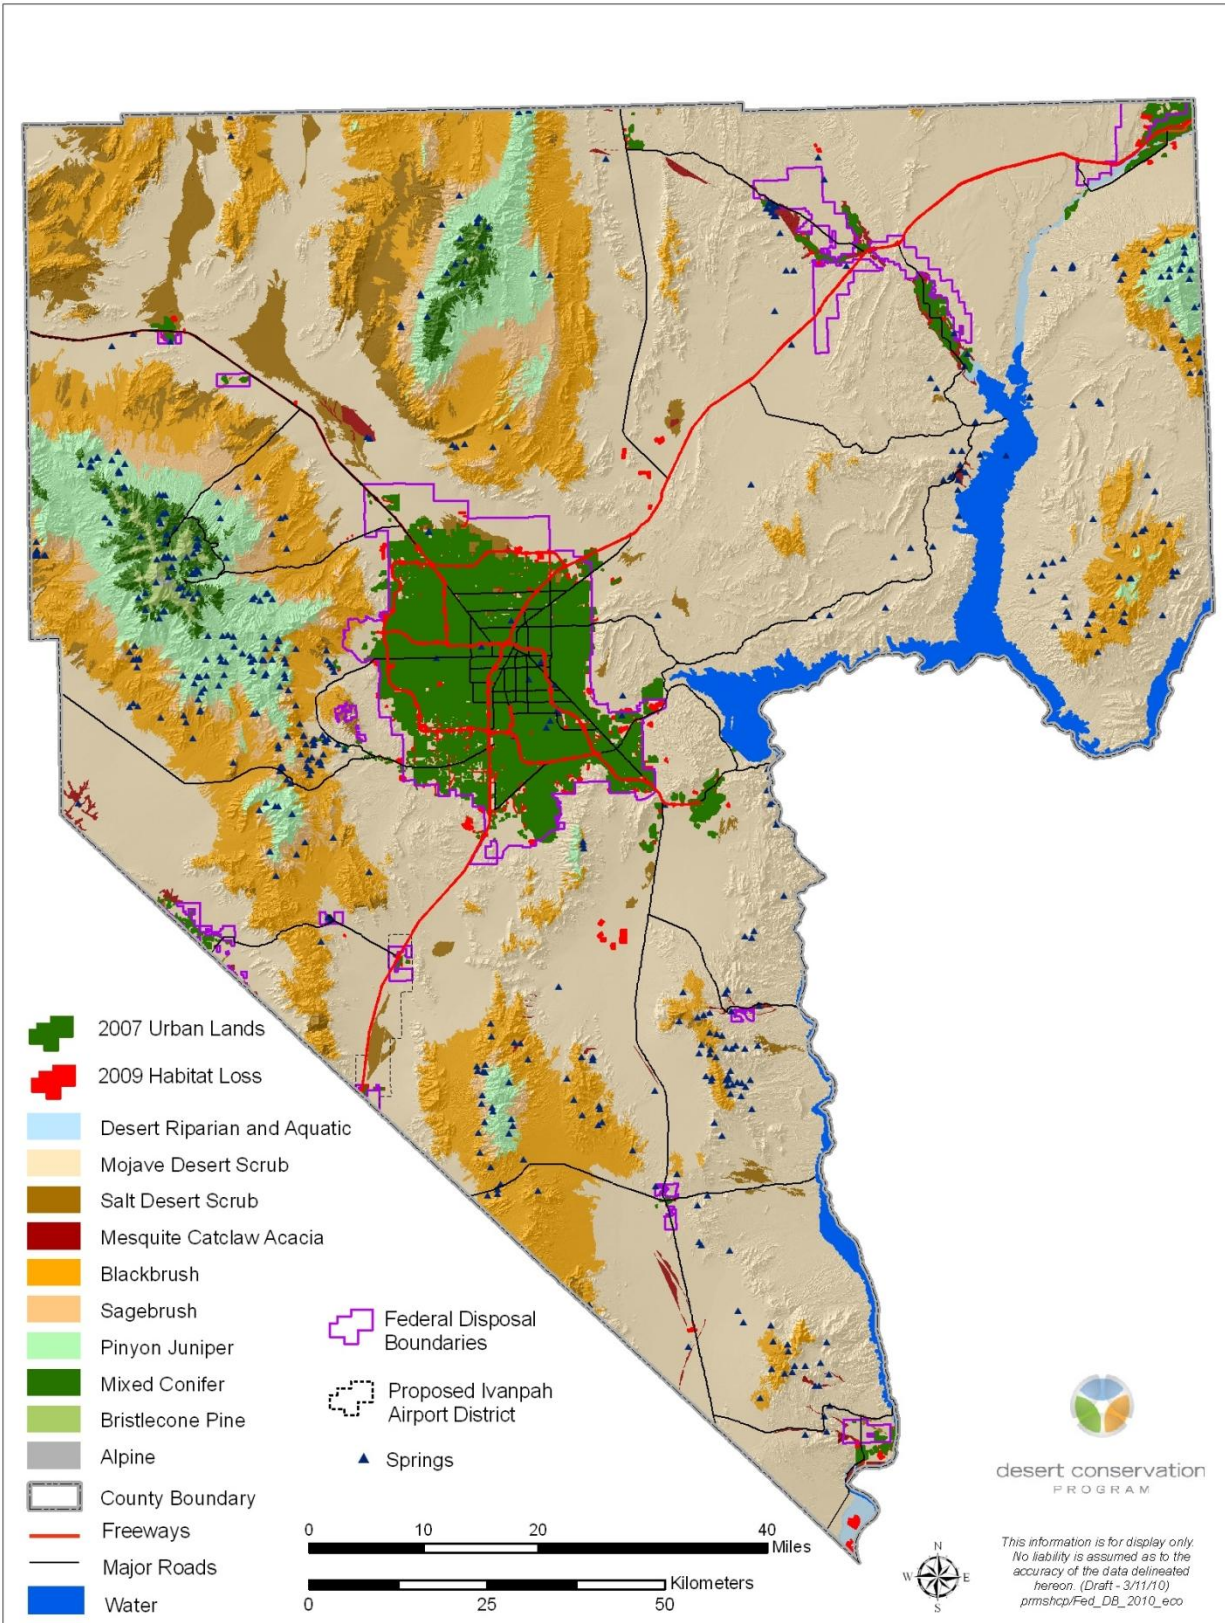 2007 Urban Lands
2009 Habitat Loss
Desert Riparian and Aquatic
Mojave Desert Scrub
Salt Desert Scrub
Mesquite Catclaw Acacia
Blackbrush
Sagebrush
Pinyon Juniper
Mixed Conifer
Bristlecone Pine
Alpine
County Boundary
Freeways
Major Roads
Water
Federal Disposal
Boundaries
Proposed Ivanpah
Airport District
Springs
0 10 20 40
Miles
Kilometers
0 25 50
desert conservation
PROGRAM
N
W E
S
This information is for display only.
No liability is assumed as to the
accuracy of the data delineated
hereon. (Draft - 3/11/10)
prmshcp/Fed_DB_2010_eco